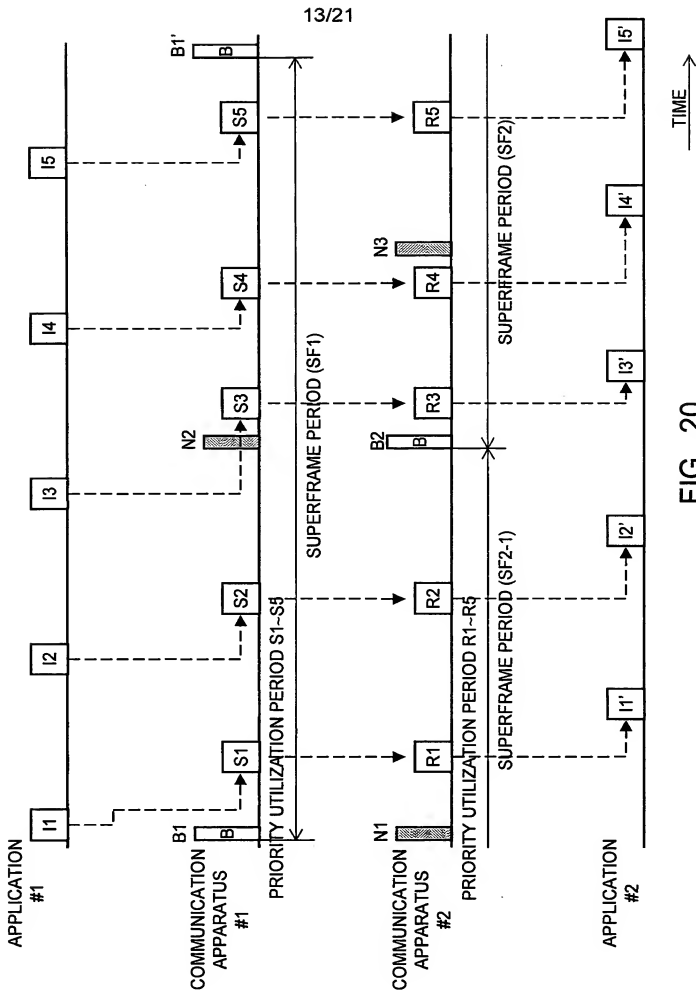 13/21
APPLICATION
#1
I1
I2
I3
I4
I5
COMMUNICATION
APPARATUS
#1
B1
B
S1
S2
N2
S3
S4
S5
B1'
B
PRIORITY UTILIZATION PERIOD S1~S5
SUPERFRAME PERIOD (SF1)
COMMUNICATION
APPARATUS
#2
N1
R1
R2
B2
B
R3
R4
N3
R5
PRIORITY UTILIZATION PERIOD R1~R5
SUPERFRAME PERIOD (SF2-1)
SUPERFRAME PERIOD (SF2)
APPLICATION
#2
I1'
I2'
I3'
I4'
I5'
TIME
FIG. 20